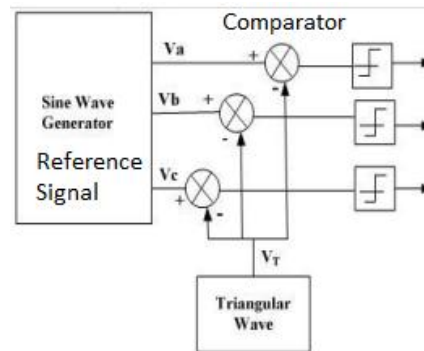 Comparator
Va
+
-
Sine Wave
Generator
Vb
+
-
Reference
Signal
Vc
+
-
VT
Triangular
Wave